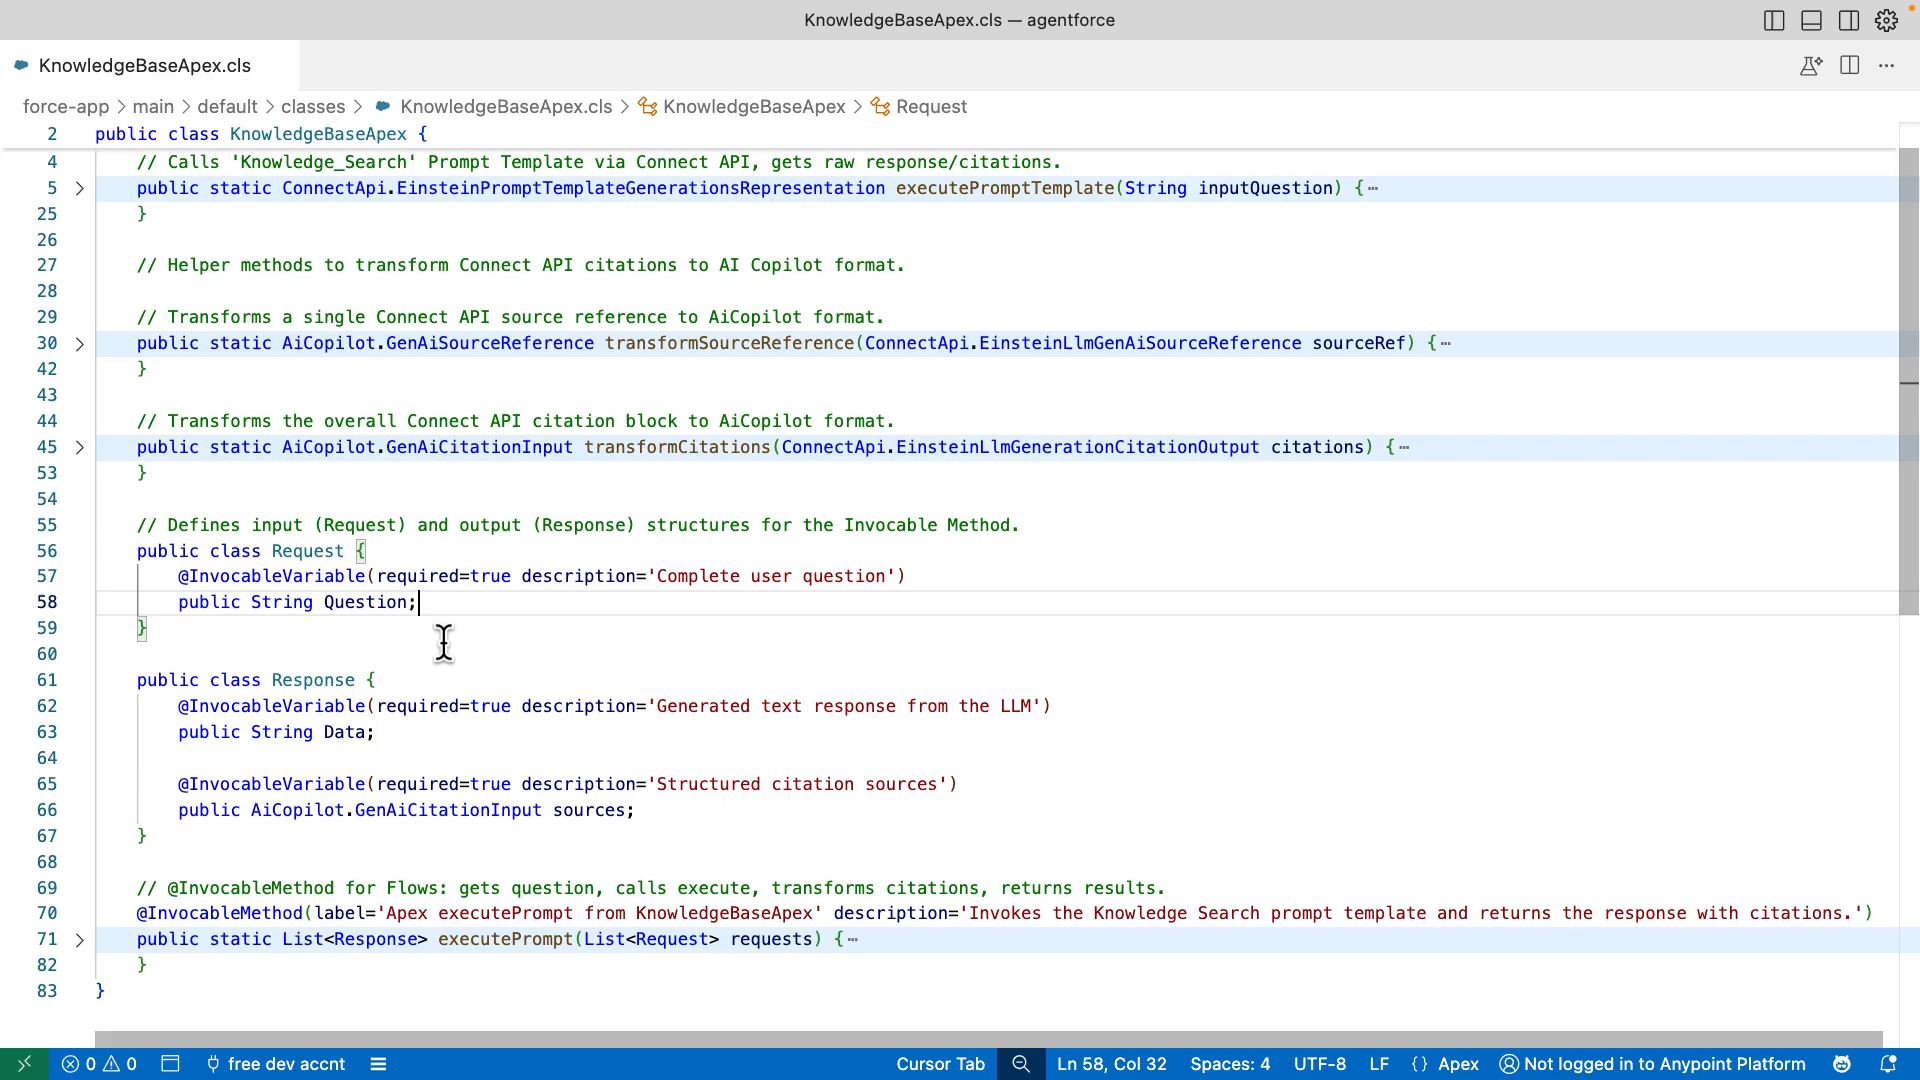 KnowledgeBaseApex.cls — agentforce
KnowledgeBaseApex.cls
force-app > main > default > classes > KnowledgeBaseApex.cls > KnowledgeBaseApex > Request
2 public class KnowledgeBaseApex {
4 // Calls 'Knowledge_Search' Prompt Template via Connect API, gets raw response/citations.
5 public static ConnectApi.EinsteinPromptTemplateGenerationsRepresentation executePromptTemplate(String inputQuestion) {⋯
25 }
26
27 // Helper methods to transform Connect API citations to AI Copilot format.
28
29 // Transforms a single Connect API source reference to AiCopilot format.
30 public static AiCopilot.GenAiSourceReference transformSourceReference(ConnectApi.EinsteinLlmGenAiSourceReference sourceRef) {⋯
42 }
43
44 // Transforms the overall Connect API citation block to AiCopilot format.
45 public static AiCopilot.GenAiCitationInput transformCitations(ConnectApi.EinsteinLlmGenerationCitationOutput citations) {⋯
53 }
54
55 // Defines input (Request) and output (Response) structures for the Invocable Method.
56 public class Request {
57 @InvocableVariable(required=true description='Complete user question')
58 public String Question;
59 }
60
61 public class Response {
62 @InvocableVariable(required=true description='Generated text response from the LLM')
63 public String Data;
64
65 @InvocableVariable(required=true description='Structured citation sources')
66 public AiCopilot.GenAiCitationInput sources;
67 }
68
69 // @InvocableMethod for Flows: gets question, calls execute, transforms citations, returns results.
70 @InvocableMethod(label='Apex executePrompt from KnowledgeBaseApex' description='Invokes the Knowledge Search prompt template and returns the response with citations.')
71 public static List<Response> executePrompt(List<Request> requests) {⋯
82 }
83 }
0 0 free dev accnt Cursor Tab Ln 58, Col 32 Spaces: 4 UTF-8 LF {} Apex Not logged in to Anypoint Platform